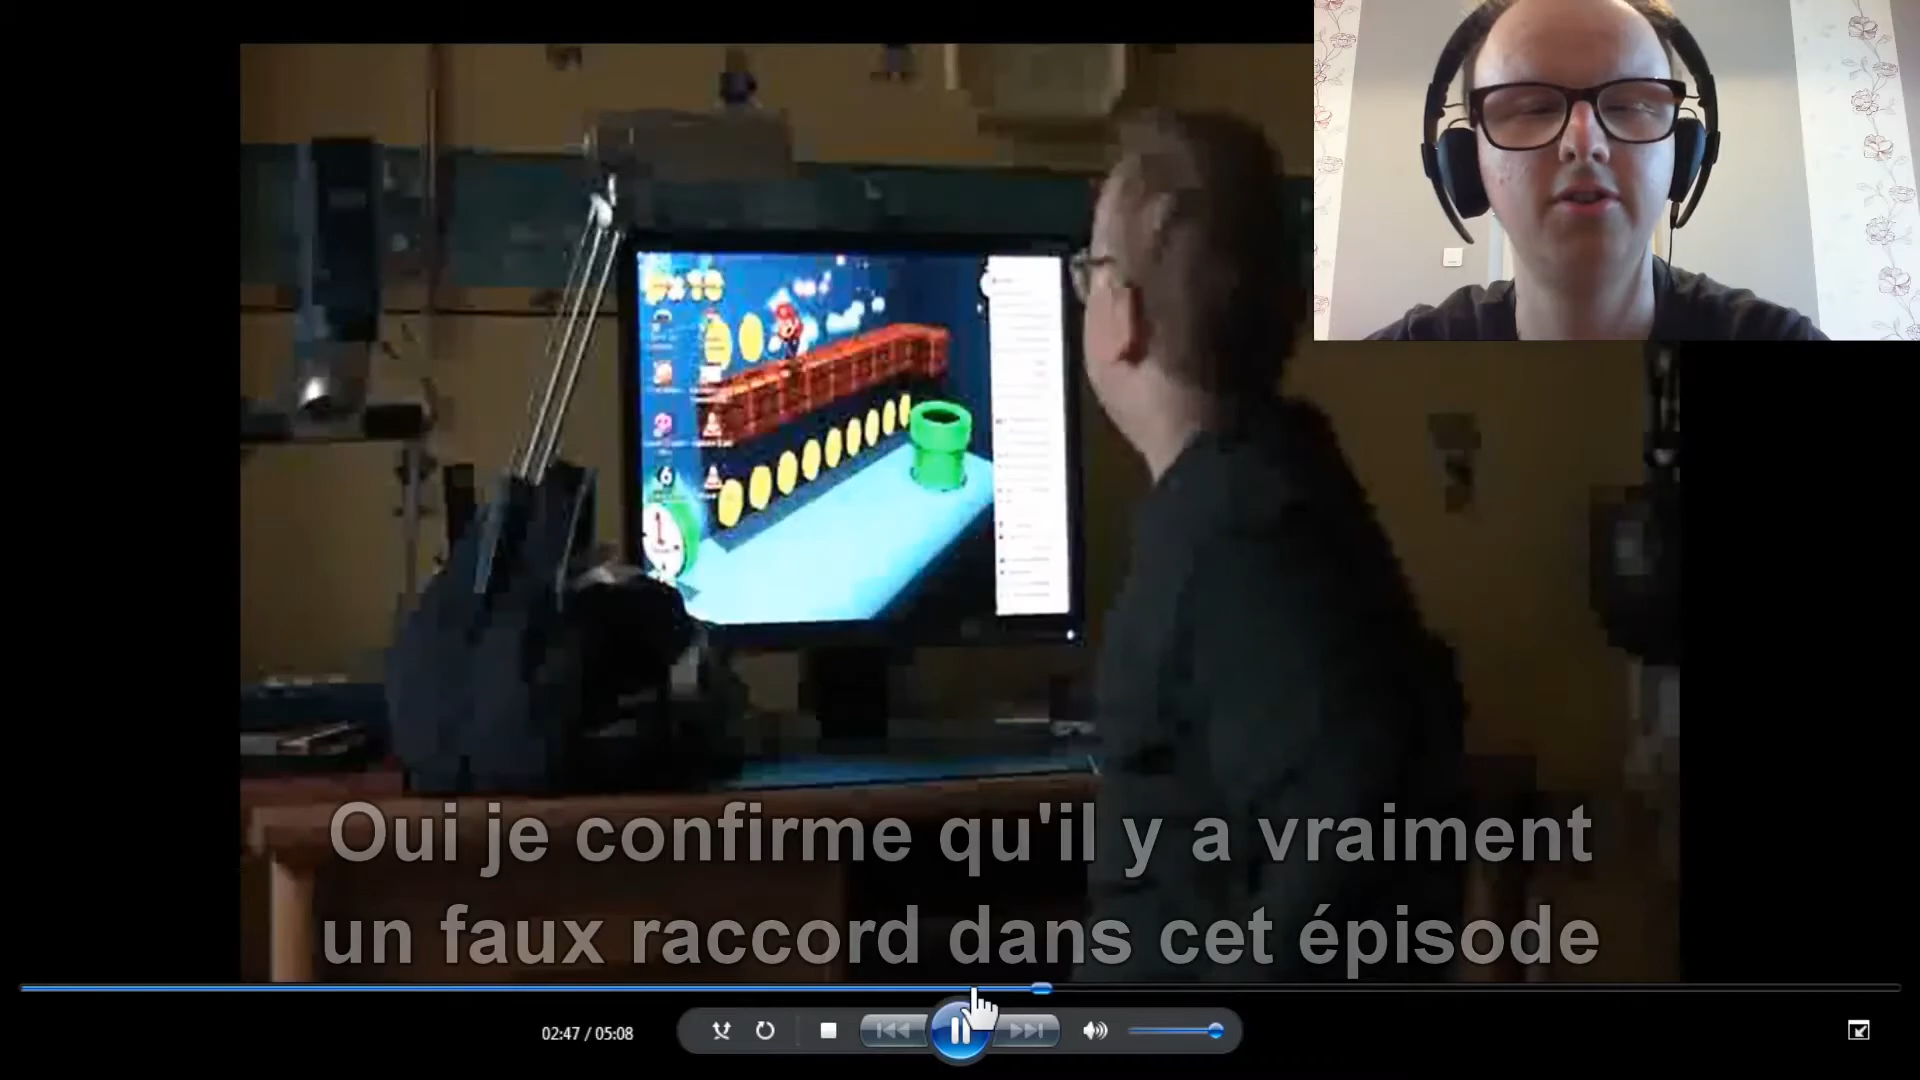 Oui je confirme qu'il y a vraiment
un faux raccord dans cet épisode
02:47 / 05:08